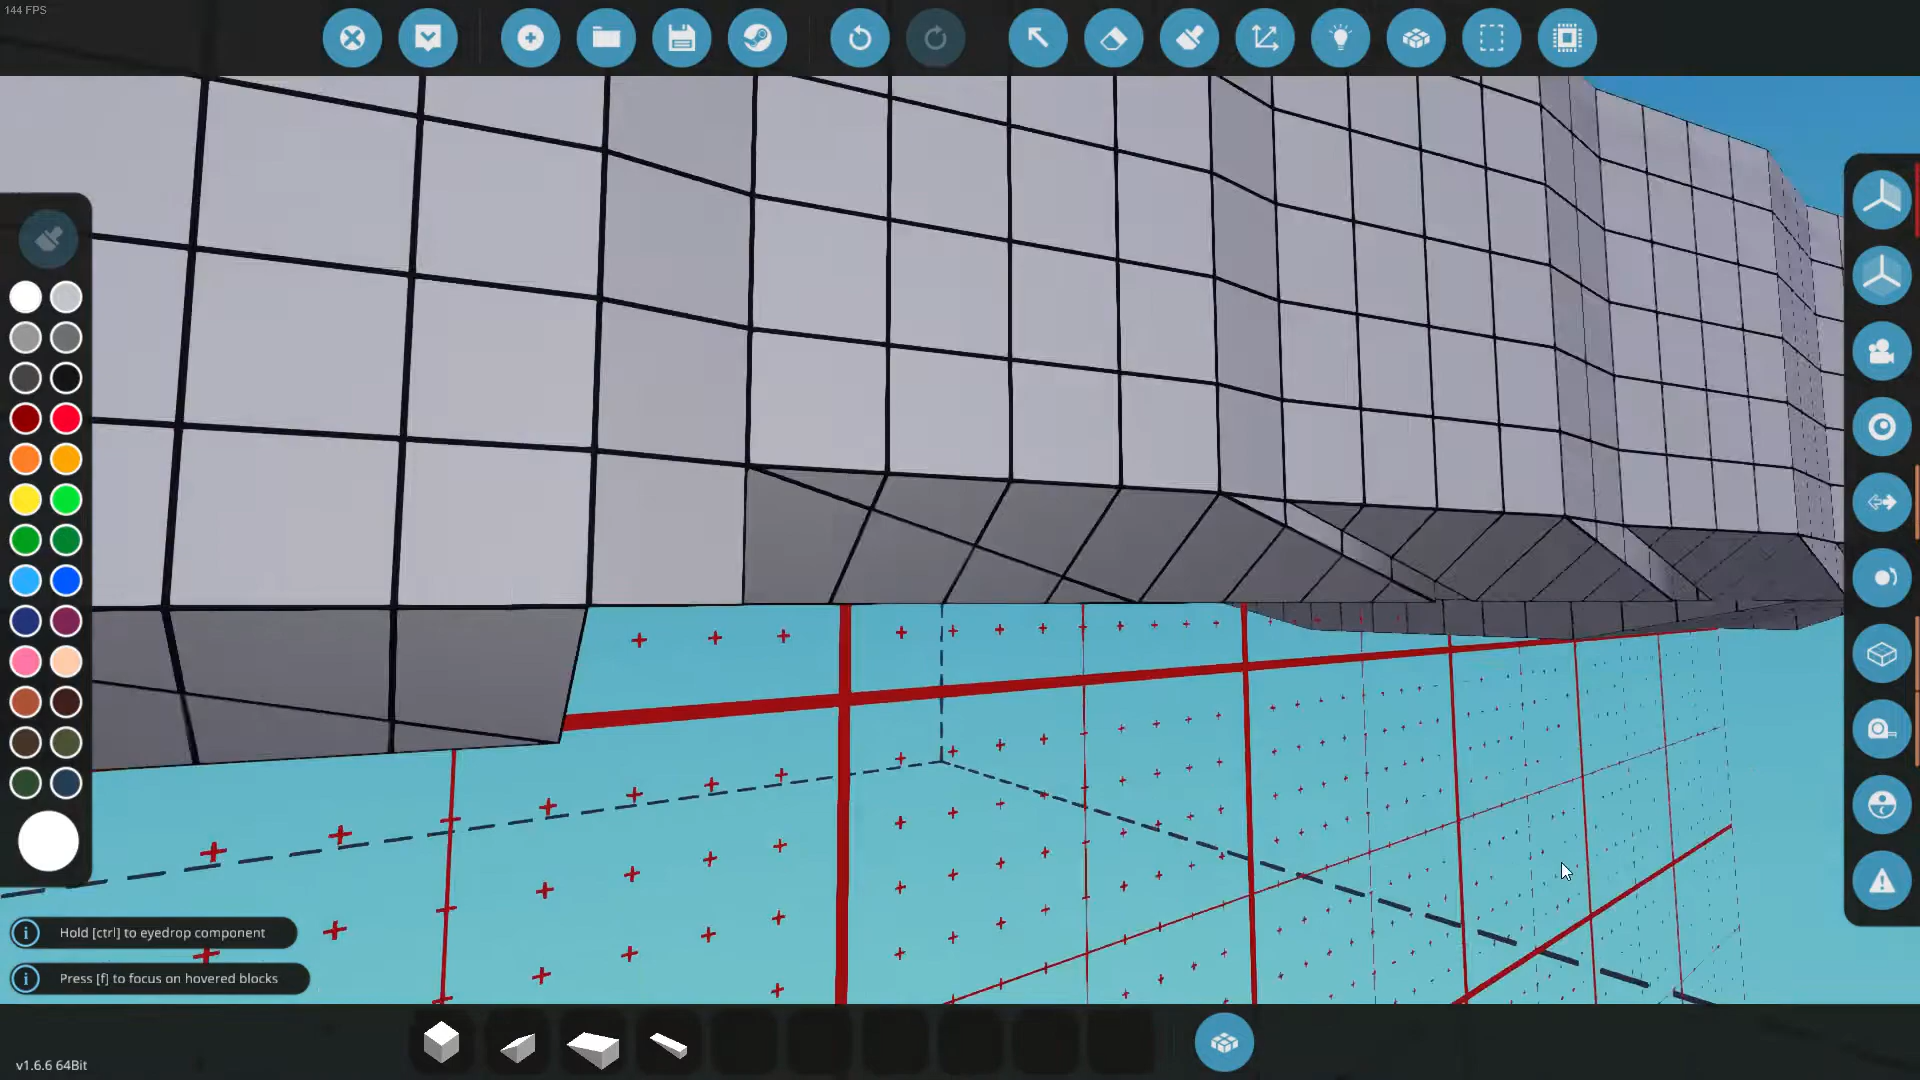 144 FPS
Hold [ctrl] to eyedrop component
Press [f] to focus on hovered blocks
v1.6.6 64Bit